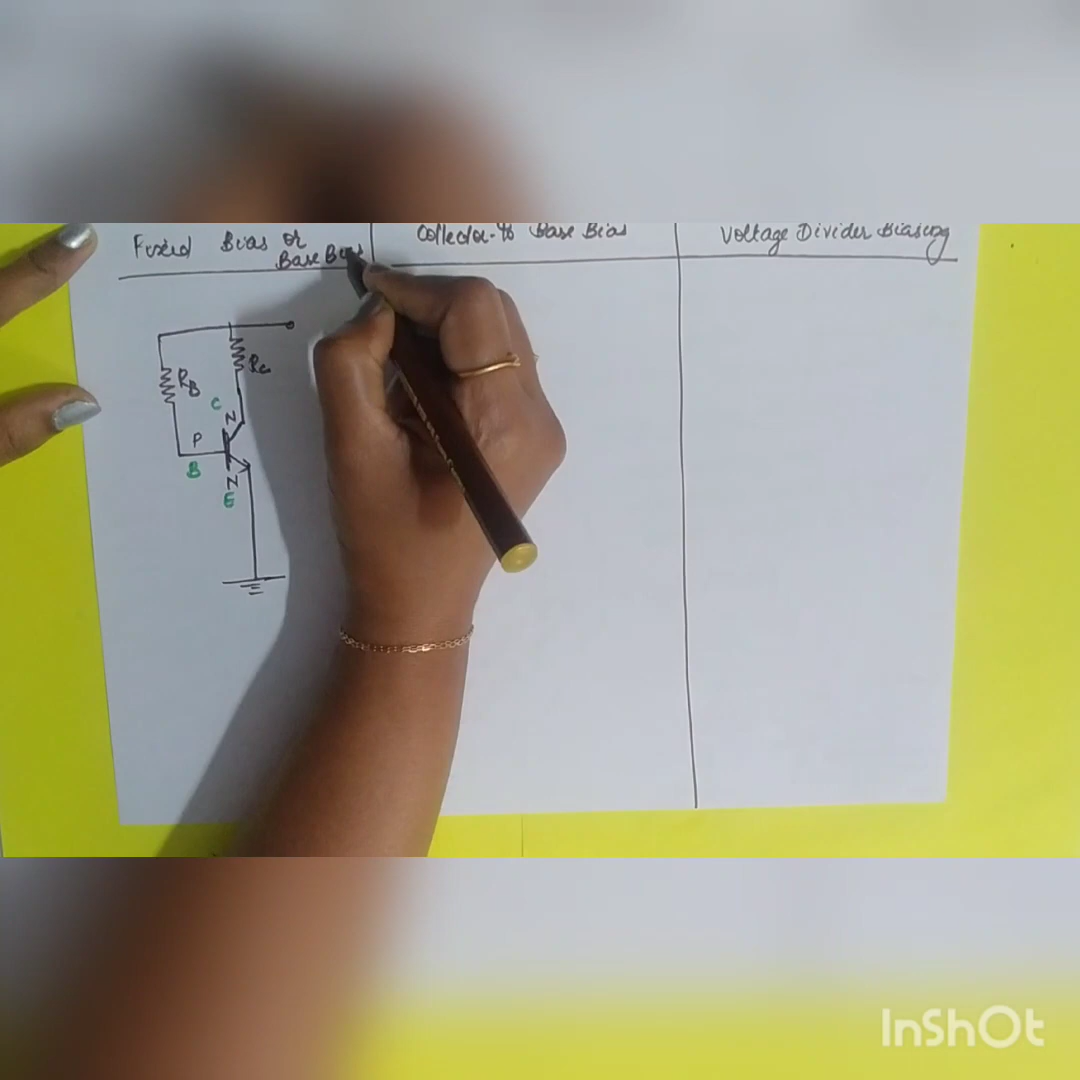 Fixed Bias or
Base Bias
Collector-to Base Bias
Voltage Divider Biasing
RB
RC
C
N
P
B
N
E
InShOt